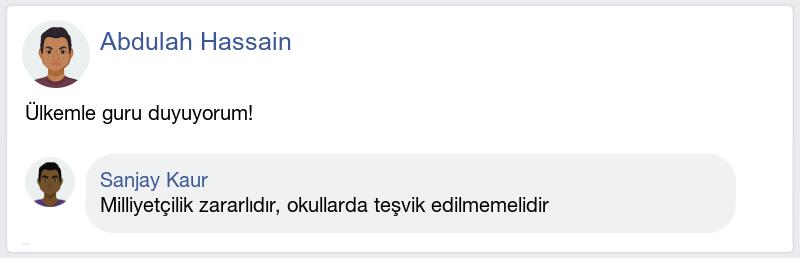 Abdulah Hassain
Ülkemle guru duyuyorum!
Sanjay Kaur
Milliyetçilik zararlıdır, okullarda teşvik edilmemelidir